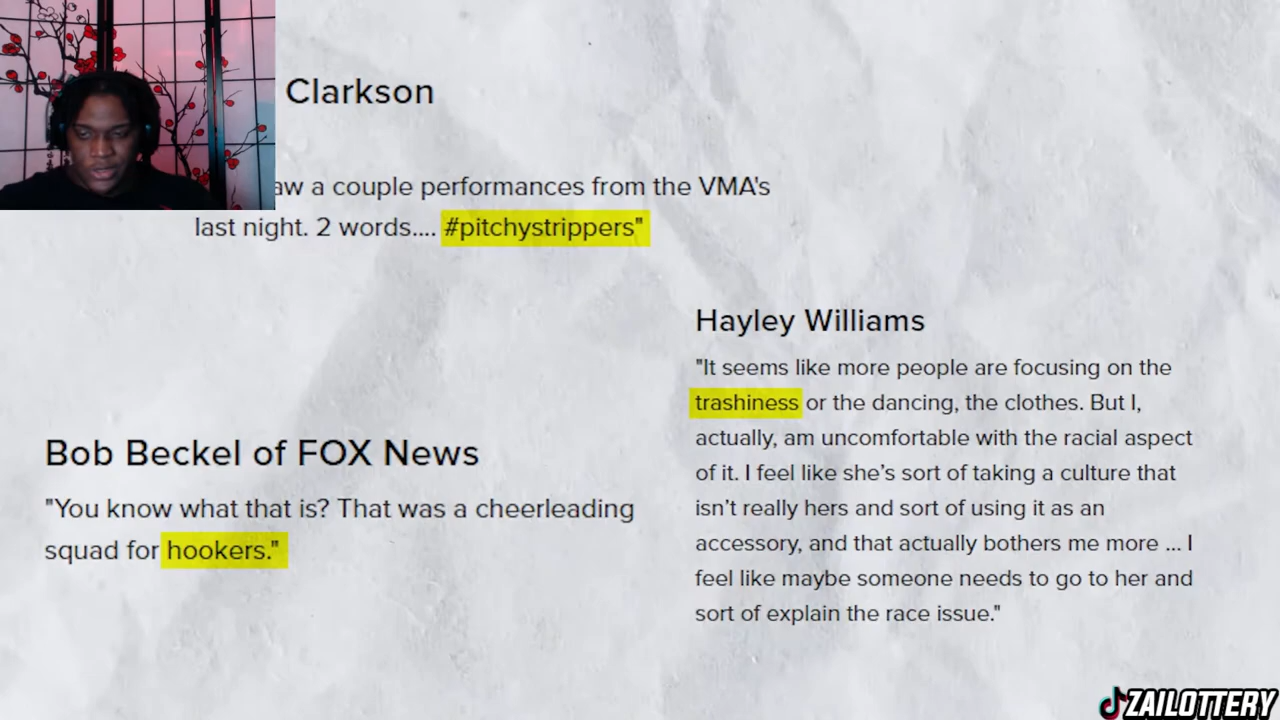 Clarkson
aw a couple performances from the VMA's
last night. 2 words.... #pitchystrippers"
Hayley Williams
"It seems like more people are focusing on the
trashiness or the dancing, the clothes. But I,
actually, am uncomfortable with the racial aspect
of it. I feel like she's sort of taking a culture that
isn't really hers and sort of using it as an
accessory, and that actually bothers me more ... I
feel like maybe someone needs to go to her and
sort of explain the race issue."
Bob Beckel of FOX News
"You know what that is? That was a cheerleading
squad for hookers."
ZAILOTTERY